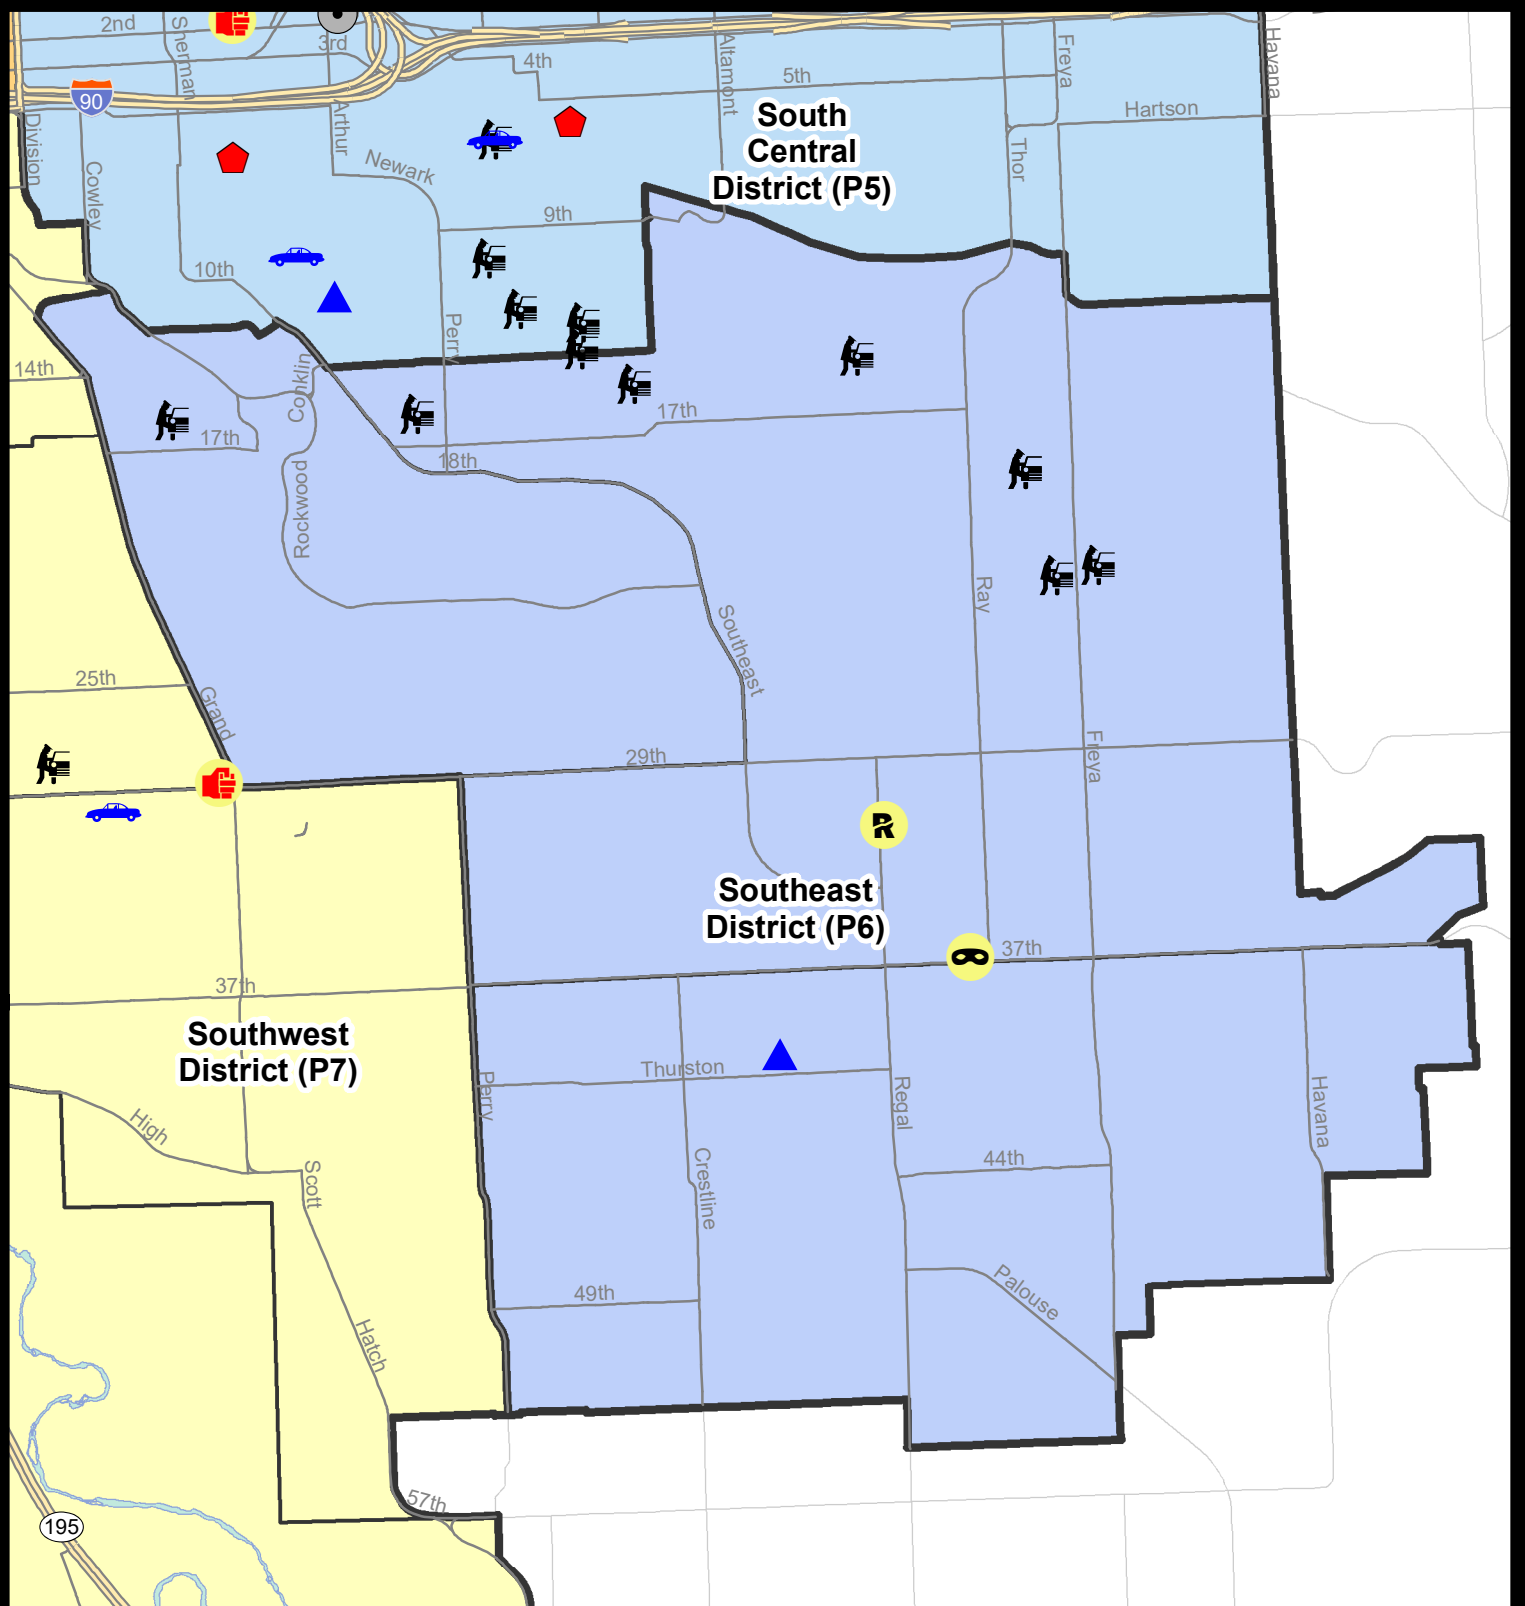 2nd
Sherman
3rd
4th
Altamont
5th
Freya
Havana
90
Division
Arthur
South
Central
District (P5)
Hartson
Thor
Cowley
Newark
9th
10th
Perry
14th
Conklin
17th
17th
18th
Rockwood
Ray
Southeast
25th
Grand
29th
Freya
R
Southeast
District (P6)
37th
37th
Southwest
District (P7)
Thurston
Perry
Regal
Havana
High
Scott
Crestline
44th
49th
Palouse
Hatch
57th
195